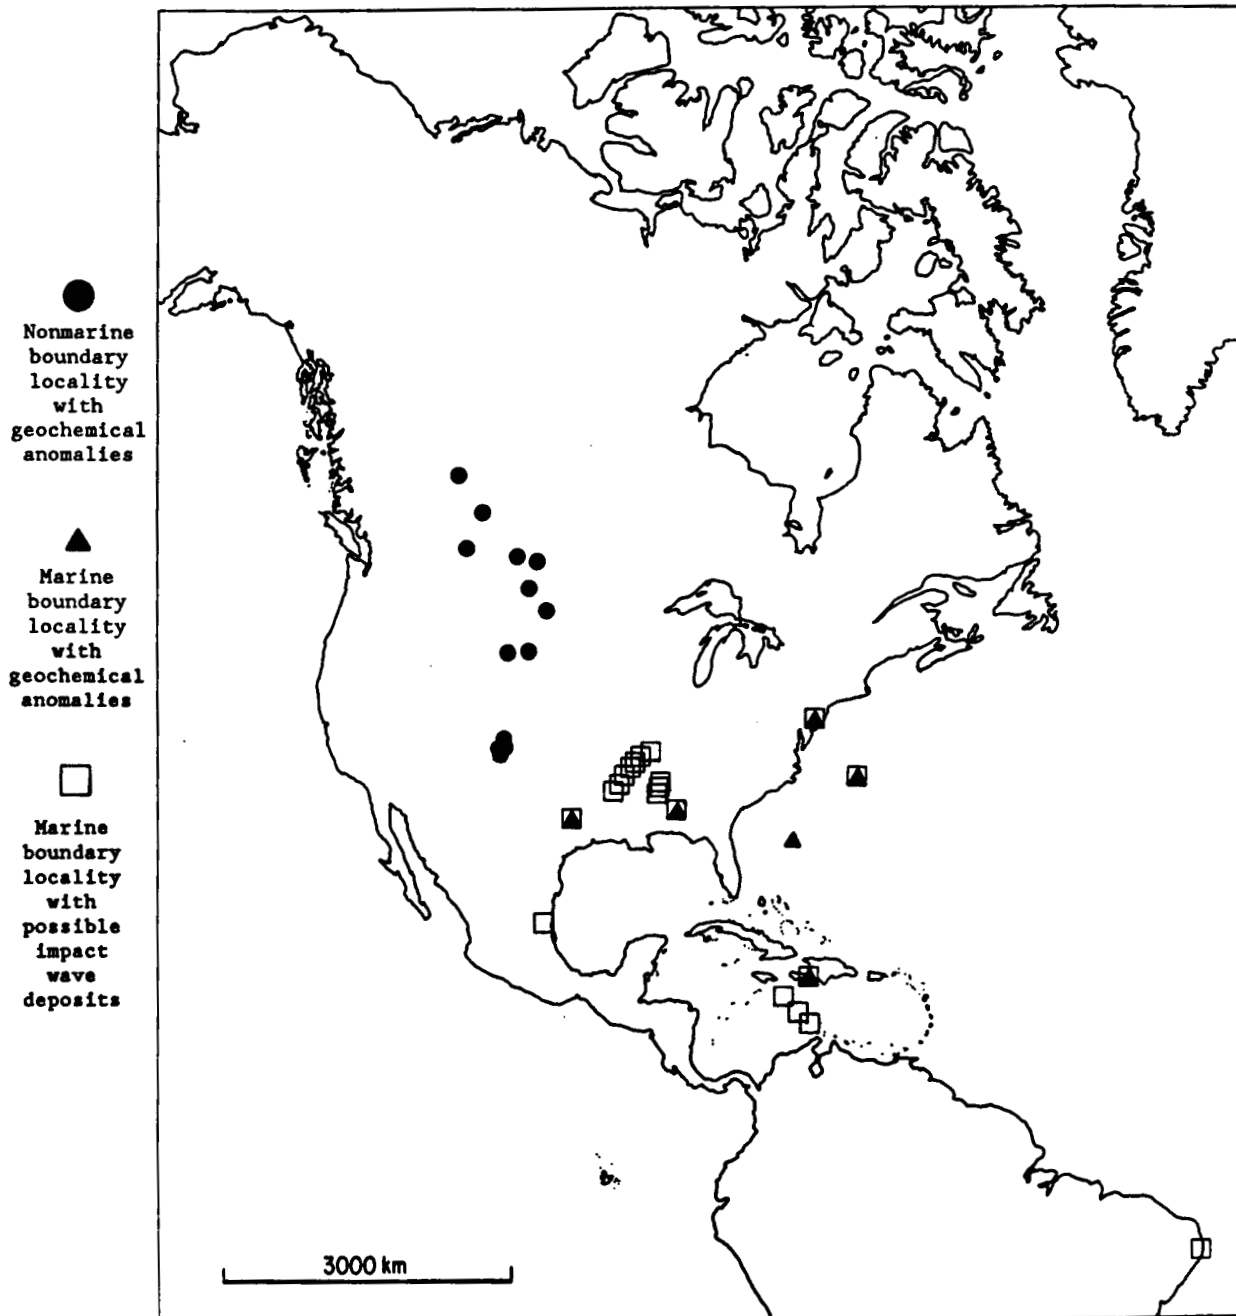 Nonmarine
boundary
locality
with
geochemical
anomalies
Marine
boundary
locality
with
geochemical
anomalies
Marine
boundary
locality
with
possible
impact
wave
deposits
3000 km